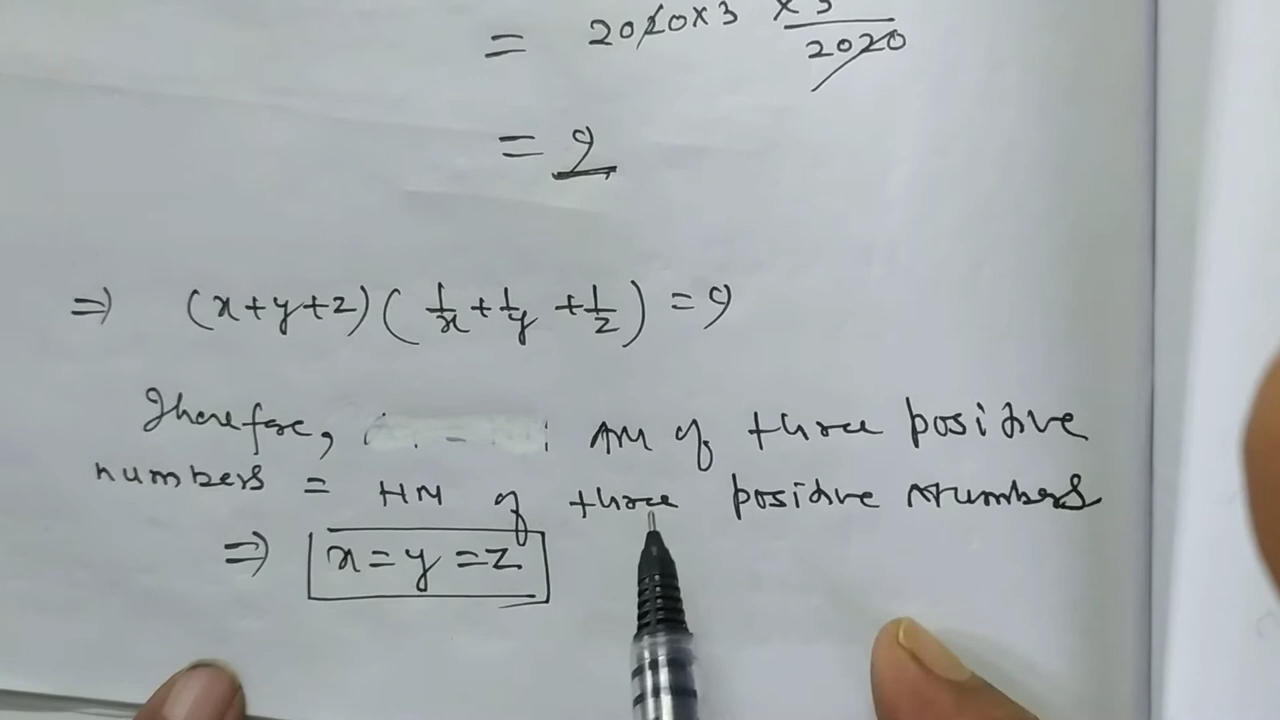 = 2020×3 × 3/2020
= 9
⇒ (x+y+z)(1/x+1/y+1/z) = 9
Therefore, : AM of three positive
numbers = HM of three positive numbers
⇒ x=y=z